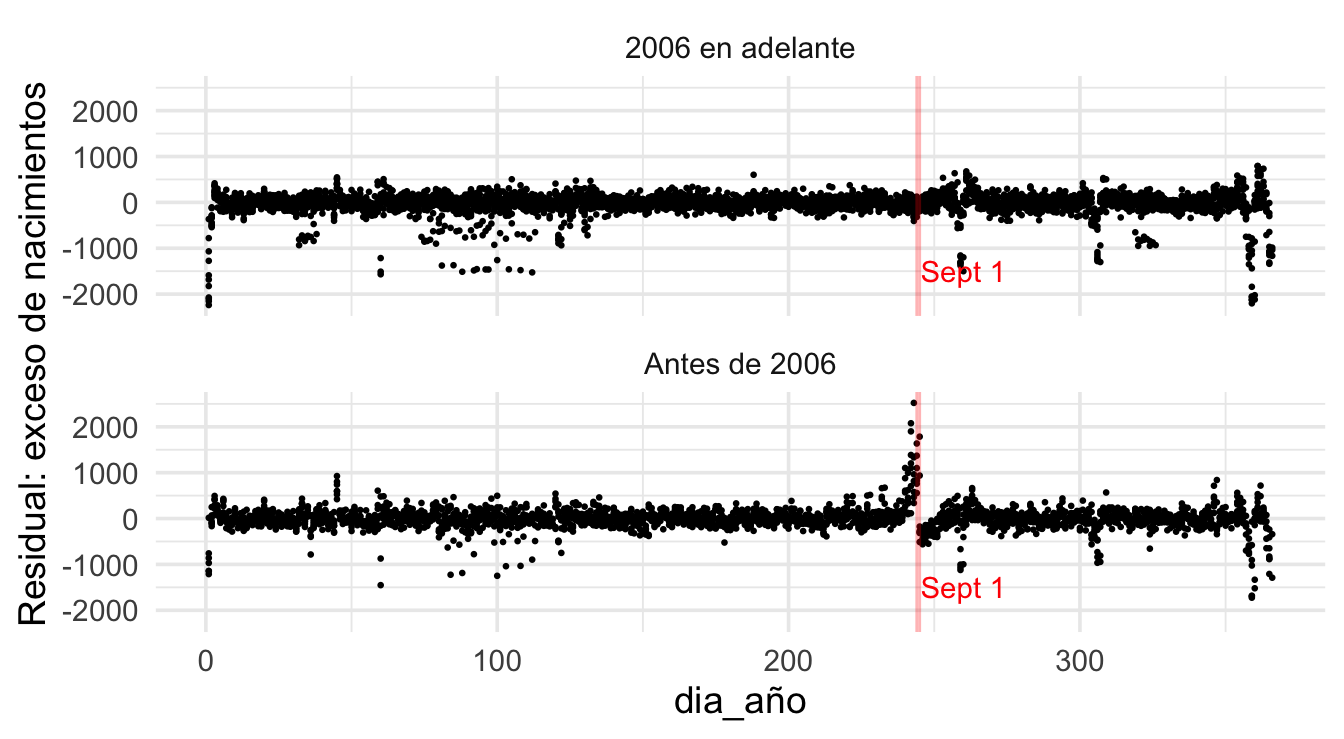 2006 en adelante
Residual: exceso de nacimientos
2000
1000
0
-1000
-2000
Sept 1
Antes de 2006
2000
1000
0
-1000
-2000
Sept 1
0 100 200 300
dia_año